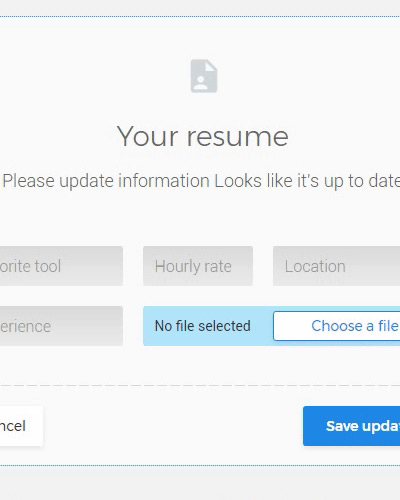 Your resume
Please update information Looks like it's up to date
orite tool Hourly rate Location
erience No file selected Choose a file
ncel Save upda